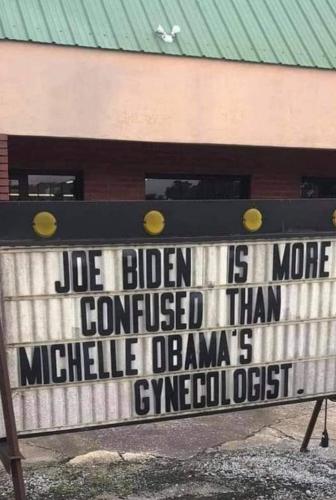 JOE BIDEN IS MORE
CONFUSED THAN
MICHELLE OBAMA'S
GYNECOLOGIST.